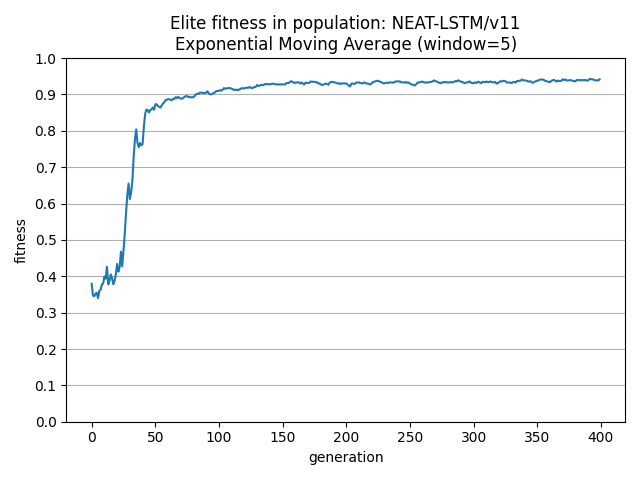 Elite fitness in population: NEAT-LSTM/v11
Exponential Moving Average (window=5)
1.0
0.9
0.8
0.7
0.6
0.5
0.4
0.3
0.2
0.1
0.0
fitness
0 50 100 150 200 250 300 350 400
generation